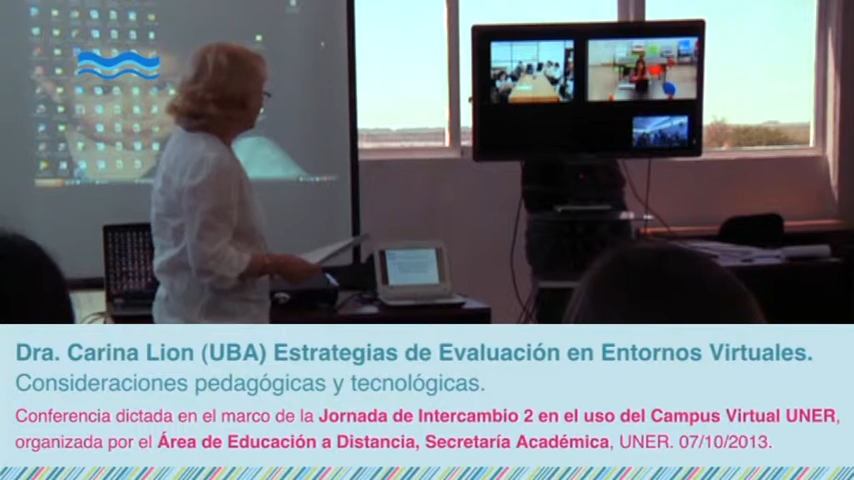 Dra. Carina Lion (UBA) Estrategias de Evaluación en Entornos Virtuales.
Consideraciones pedagógicas y tecnológicas.
Conferencia dictada en el marco de la Jornada de Intercambio 2 en el uso del Campus Virtual UNER,
organizada por el Área de Educación a Distancia, Secretaría Académica, UNER. 07/10/2013.